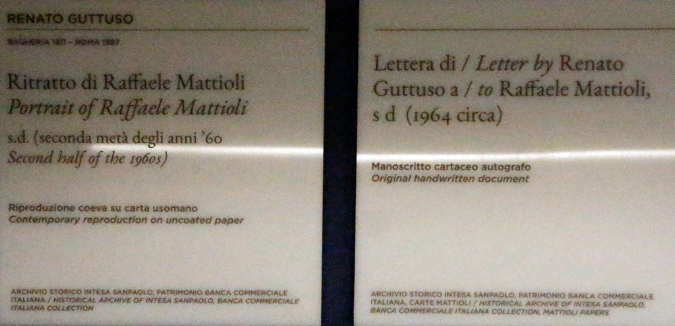 RENATO GUTTUSO
BAGHERIA 1911 – ROMA 1987
Ritratto di Raffaele Mattioli
Portrait of Raffaele Mattioli
s.d. (seconda metà degli anni '60
Second half of the 1960s)
Riproduzione coeva su carta usomano
Contemporary reproduction on uncoated paper
ARCHIVIO STORICO INTESA SANPAOLO, PATRIMONIO BANCA COMMERCIALE
ITALIANA / HISTORICAL ARCHIVE OF INTESA SANPAOLO, BANCA COMMERCIALE
ITALIANA COLLECTION
Lettera di / Letter by Renato
Guttuso a / to Raffaele Mattioli,
s d (1964 circa)
Manoscritto cartaceo autografo
Original handwritten document
ARCHIVIO STORICO INTESA SANPAOLO, PATRIMONIO BANCA COMMERCIALE
ITALIANA, CARTE MATTIOLI / HISTORICAL ARCHIVE OF INTESA SANPAOLO,
BANCA COMMERCIALE ITALIANA COLLECTION, MATTIOLI PAPERS